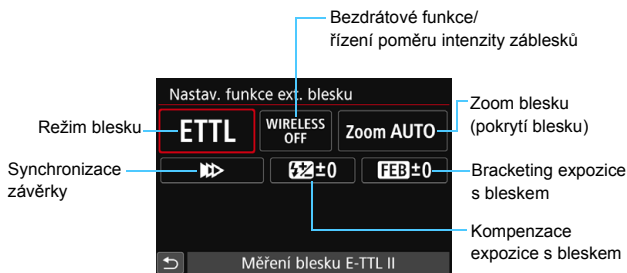 Bezdrátové funkce/
řízení poměru intenzity záblesků
Nastav. funkce ext. blesku
Režim blesku
ETTL
WIRELESS
OFF
Zoom AUTO
Zoom blesku
(pokrytí blesku)
Synchronizace
závěrky
±0
FEB±0
Bracketing expozice
s bleskem
Kompenzace
expozice s bleskem
Měření blesku E-TTL II